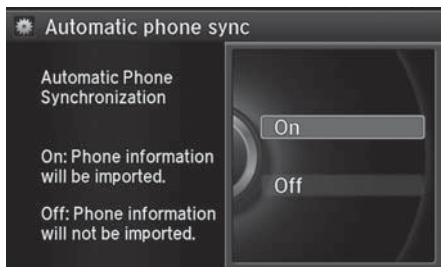 Automatic phone sync
Automatic Phone
Synchronization
On: Phone information
will be imported.
Off: Phone information
will not be imported.
On
Off